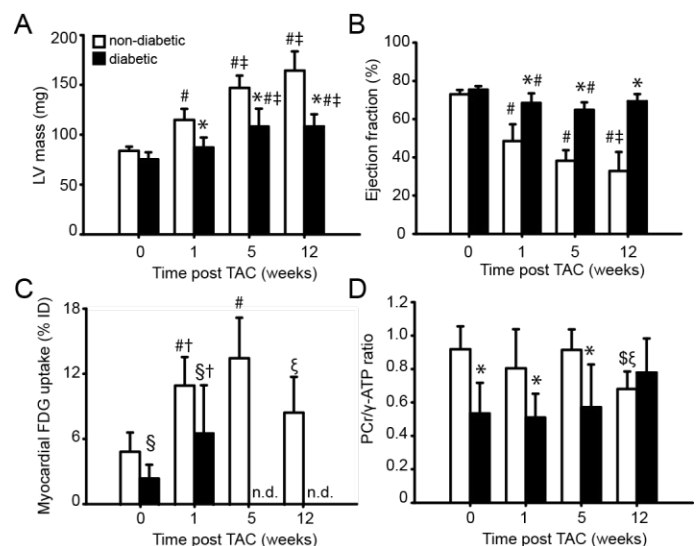 A
non-diabetic
diabetic
LV mass (mg)
200
150
100
50
0
#
*
#‡
*#‡
#‡
*#‡
0 1 5 12
Time post TAC (weeks)
B
Ejection fraction (%)
100
80
60
40
20
0
#
*#
#
*#
#‡
*
0 1 5 12
Time post TAC (weeks)
C
Myocardial FDG uptake (% ID)
18
12
6
0
§
#†
§†
#
n.d.
ξ
n.d.
0 1 5 12
Time post TAC (weeks)
D
PCr/γ-ATP ratio
1.2
1.0
0.8
0.6
0.4
0.2
0
*
*
*
$ξ
0 1 5 12
Time post TAC (weeks)